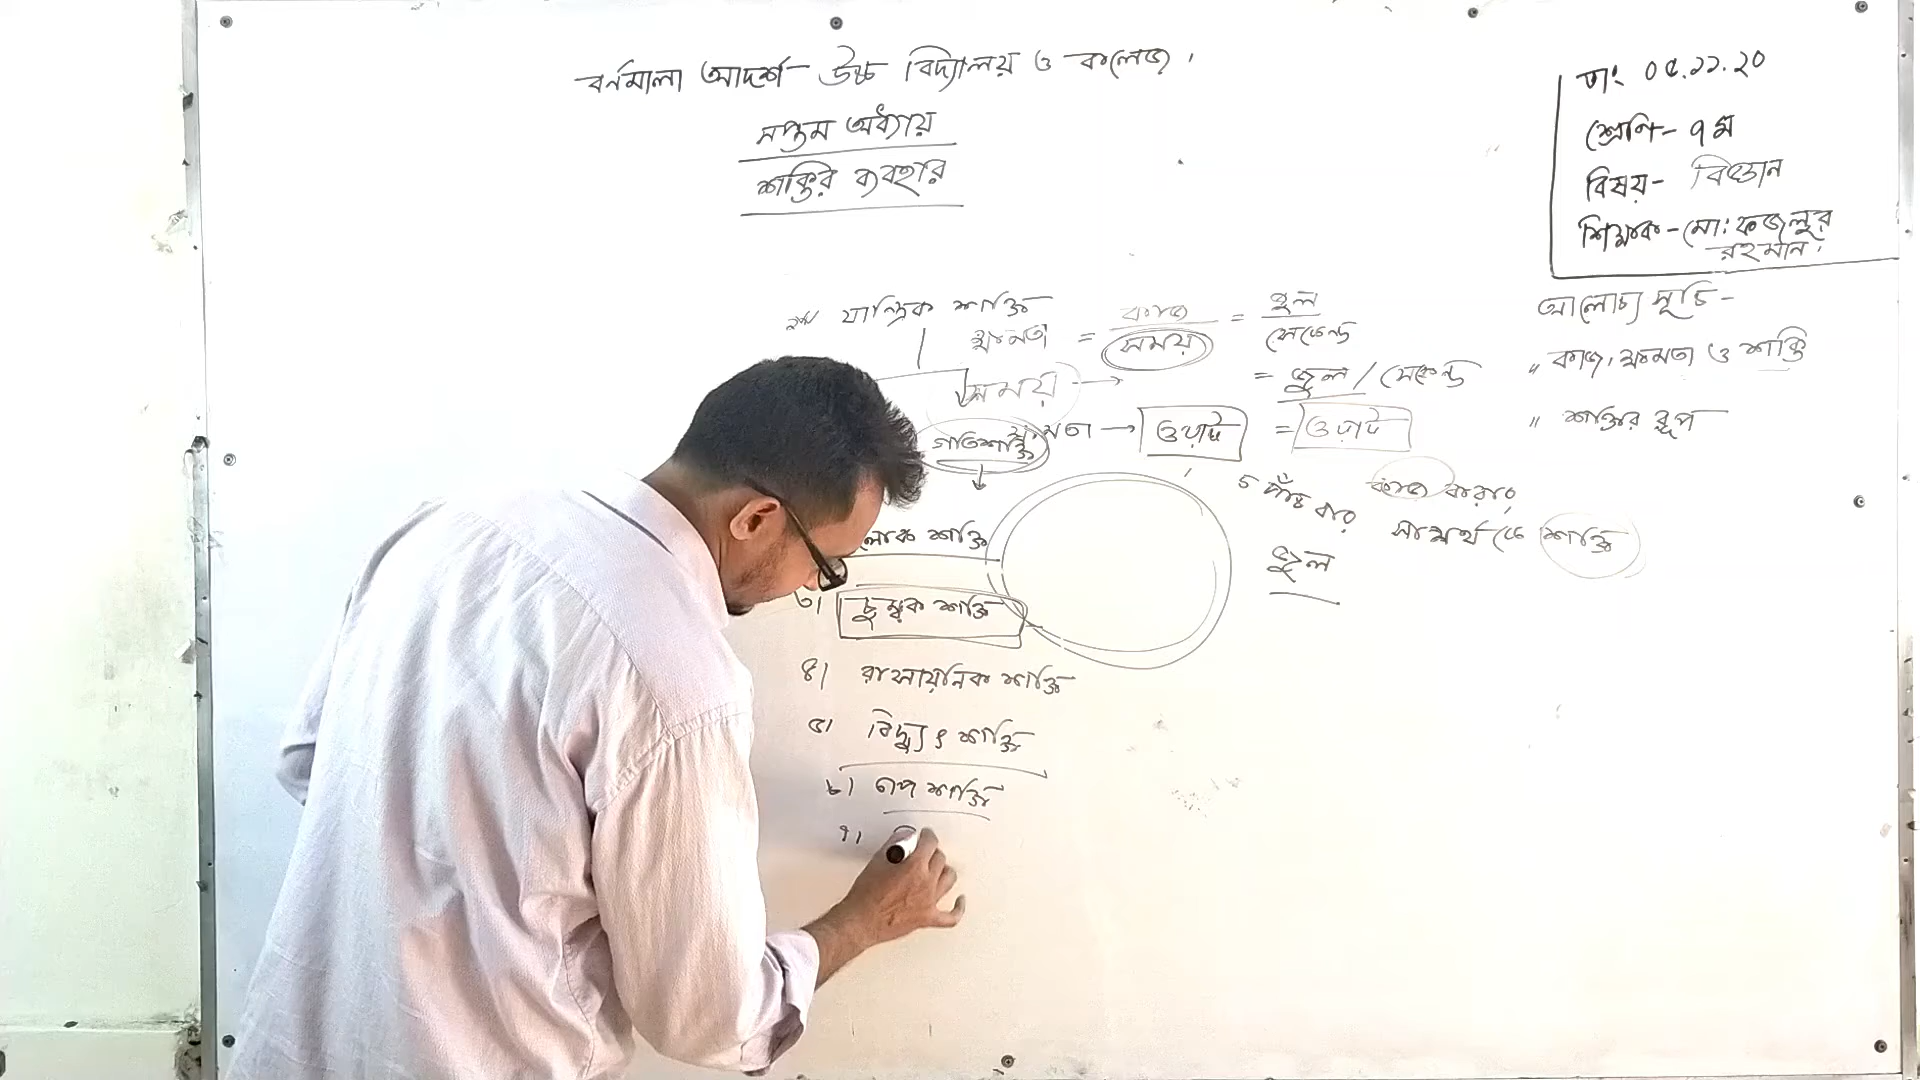 বর্ণমালা আদর্শ উচ্চ বিদ্যালয় ও কলেজ।
সপ্তম অধ্যায়
শক্তির ব্যবহার
তাং ০৫.১১.২০
শ্রেণি- ৭ম
বিষয়- বিজ্ঞান
শিক্ষক- মো: ফজলুর
রহমান।
আলোচ্য সূচি-
" কাজ, ক্ষমতা ও শক্তি
" শক্তির রূপ
যান্ত্রিক শক্তি
ক্ষমতা = কাজ / সময় = জুল / সেকেন্ড
সময় → = জুল / সেকেন্ড
ক্ষমতা → ওয়াট = ওয়াট
গতিশক্তি
৫ পাঁচ বার
জুল
কাজ করার
সামর্থকে শক্তি
লোক শক্তি
৩। চুম্বক শক্তি
৪। রাসায়নিক শক্তি
৫। বিদ্যুৎ শক্তি
৬। তাপ শক্তি
৭।